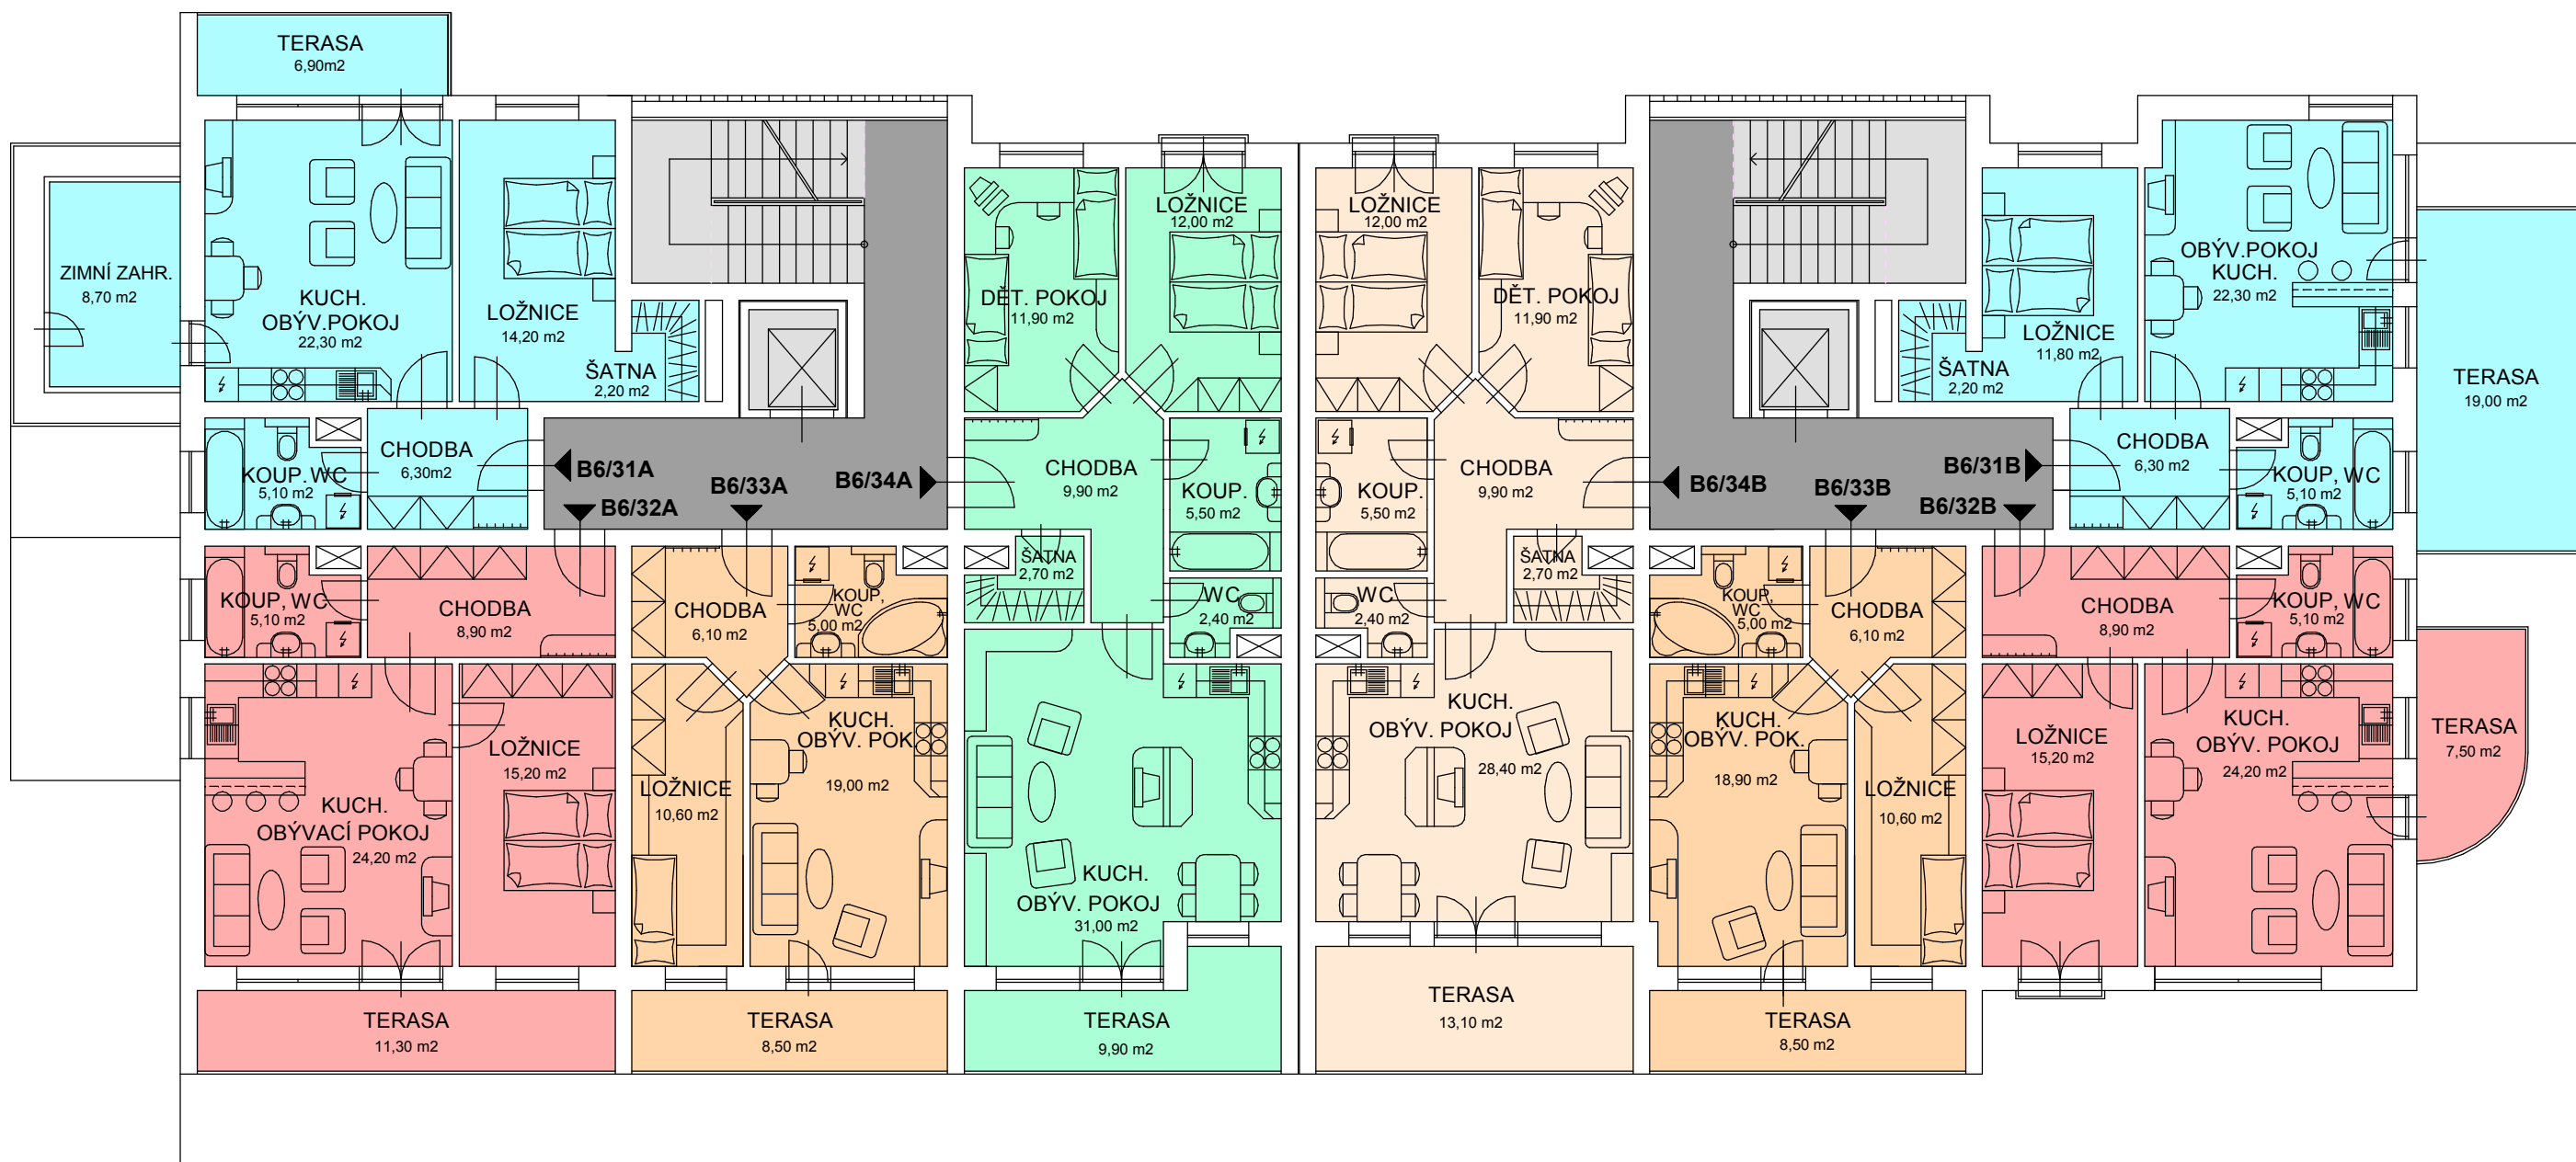 TERASA
6,90m2
ZIMNÍ ZAHR.
8,70 m2
KUCH.
OBÝV.POKOJ
22,30 m2
LOŽNICE
14,20 m2
ŠATNA
2,20 m2
KOUP. WC
5,10 m2
CHODBA
6,30m2
B6/31A
B6/32A
B6/33A
B6/34A
DĚT. POKOJ
11,90 m2
LOŽNICE
12,00 m2
CHODBA
9,90 m2
KOUP.
5,50 m2
ŠATNA
2,70 m2
WC
2,40 m2
KUCH.
OBÝV. POKOJ
31,00 m2
TERASA
9,90 m2
KOUP, WC
5,10 m2
CHODBA
8,90 m2
KUCH.
OBÝVACÍ POKOJ
24,20 m2
LOŽNICE
15,20 m2
TERASA
11,30 m2
CHODBA
6,10 m2
KOUP,
WC
5,00 m2
LOŽNICE
10,60 m2
KUCH.
OBÝV. POK.
19,00 m2
TERASA
8,50 m2
LOŽNICE
12,00 m2
DĚT. POKOJ
11,90 m2
KOUP.
5,50 m2
CHODBA
9,90 m2
ŠATNA
2,70 m2
WC
2,40 m2
KUCH.
OBÝV. POKOJ
28,40 m2
TERASA
13,10 m2
B6/34B
B6/33B
B6/31B
B6/32B
KOUP,
WC
5,00 m2
CHODBA
6,10 m2
KUCH.
OBÝV. POK.
18,90 m2
LOŽNICE
10,60 m2
TERASA
8,50 m2
ŠATNA
2,20 m2
LOŽNICE
11,80 m2
OBÝV.POKOJ
KUCH.
22,30 m2
TERASA
19,00 m2
CHODBA
6,30 m2
KOUP, WC
5,10 m2
CHODBA
8,90 m2
KOUP, WC
5,10 m2
LOŽNICE
15,20 m2
KUCH.
OBÝV. POKOJ
24,20 m2
TERASA
7,50 m2